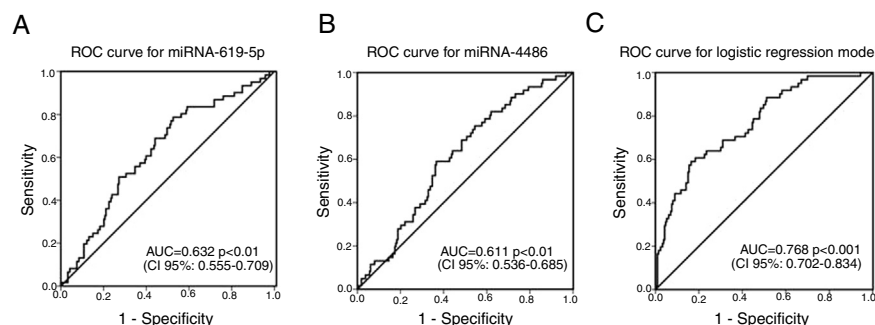 A
ROC curve for miRNA-619-5p
1.0
0.8
0.6
0.4
0.2
0.0
Sensitivity
AUC=0.632 p<0.01
(CI 95%: 0.555-0.709)
0.0 0.2 0.4 0.6 0.8 1.0
1 - Specificity
B
ROC curve for miRNA-4486
1.0
0.8
0.6
0.4
0.2
0.0
Sensitivity
AUC=0.611 p<0.01
(CI 95%: 0.536-0.685)
0.0 0.2 0.4 0.6 0.8 1.0
1 - Specificity
C
ROC curve for logistic regression mode
1.0
0.8
0.6
0.4
0.2
0.0
Sensitivity
AUC=0.768 p<0.001
(CI 95%: 0.702-0.834)
0.0 0.2 0.4 0.6 0.8 1.0
1 - Specificity